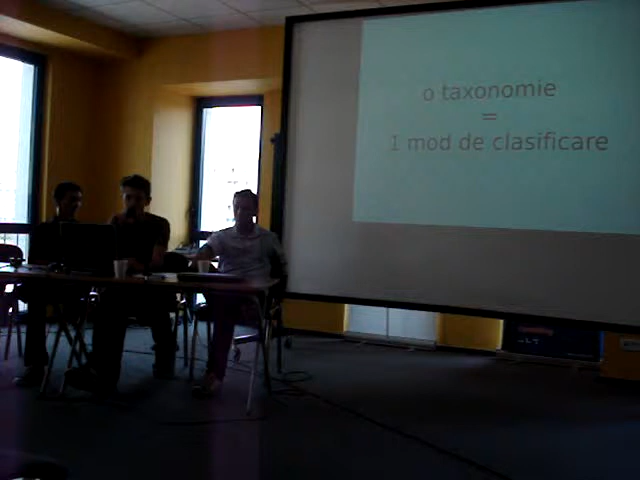 o taxonomie
=
1 mod de clasificare